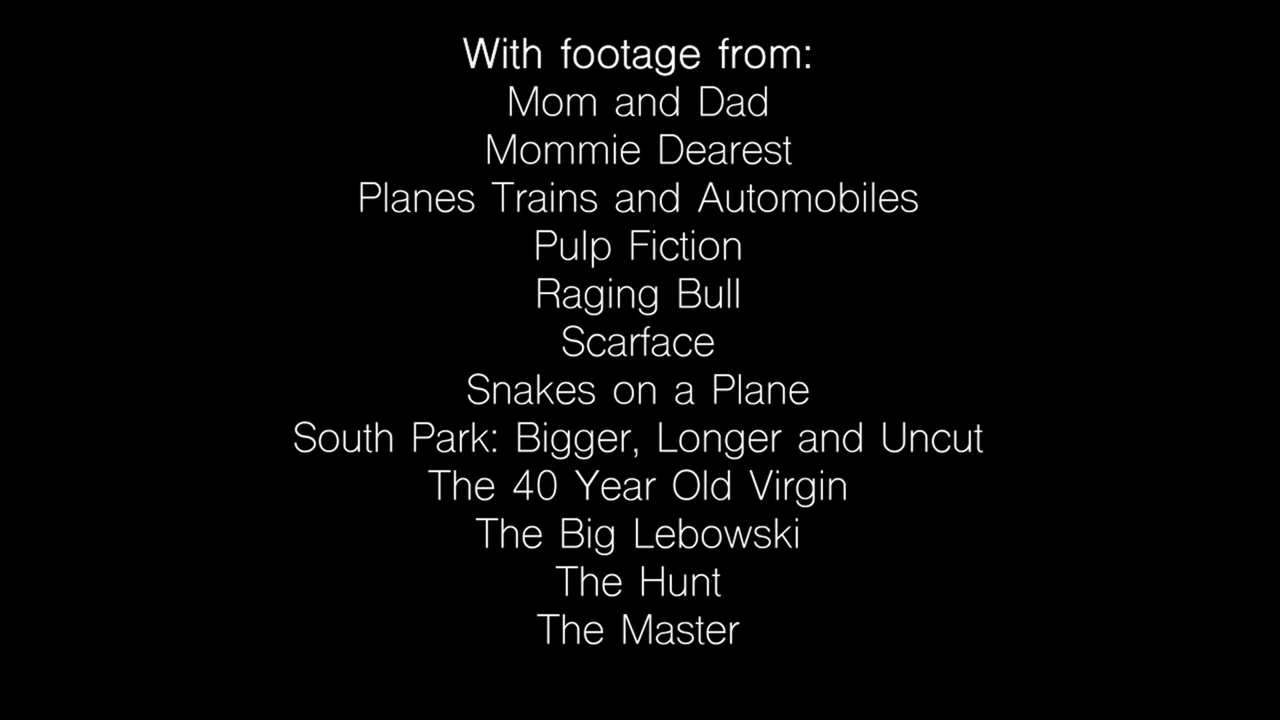 With footage from:
Mom and Dad
Mommie Dearest
Planes Trains and Automobiles
Pulp Fiction
Raging Bull
Scarface
Snakes on a Plane
South Park: Bigger, Longer and Uncut
The 40 Year Old Virgin
The Big Lebowski
The Hunt
The Master